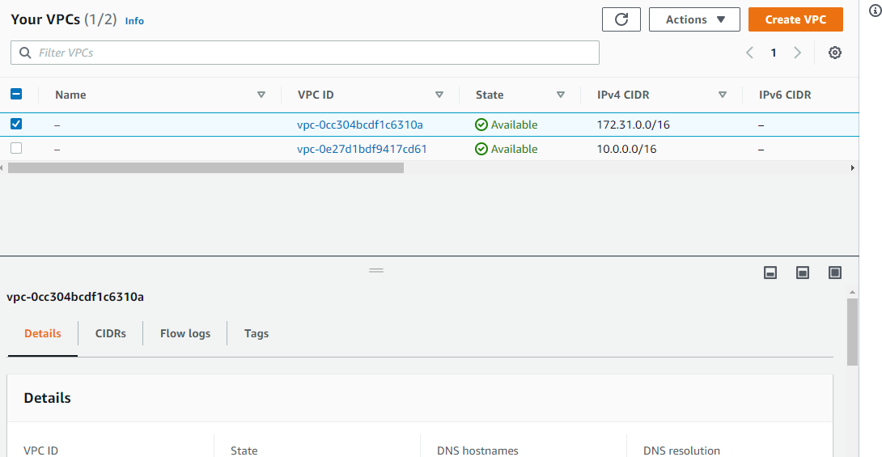 Your VPCs (1/2) Info Actions Create VPC
Filter VPCs 1
Name VPC ID State IPv4 CIDR IPv6 CIDR
– vpc-0cc304bcdf1c6310a Available 172.31.0.0/16 –
– vpc-0e27d1bdf9417cd61 Available 10.0.0.0/16 –
vpc-0cc304bcdf1c6310a
Details CIDRs Flow logs Tags
Details
VPC ID State DNS hostnames DNS resolution